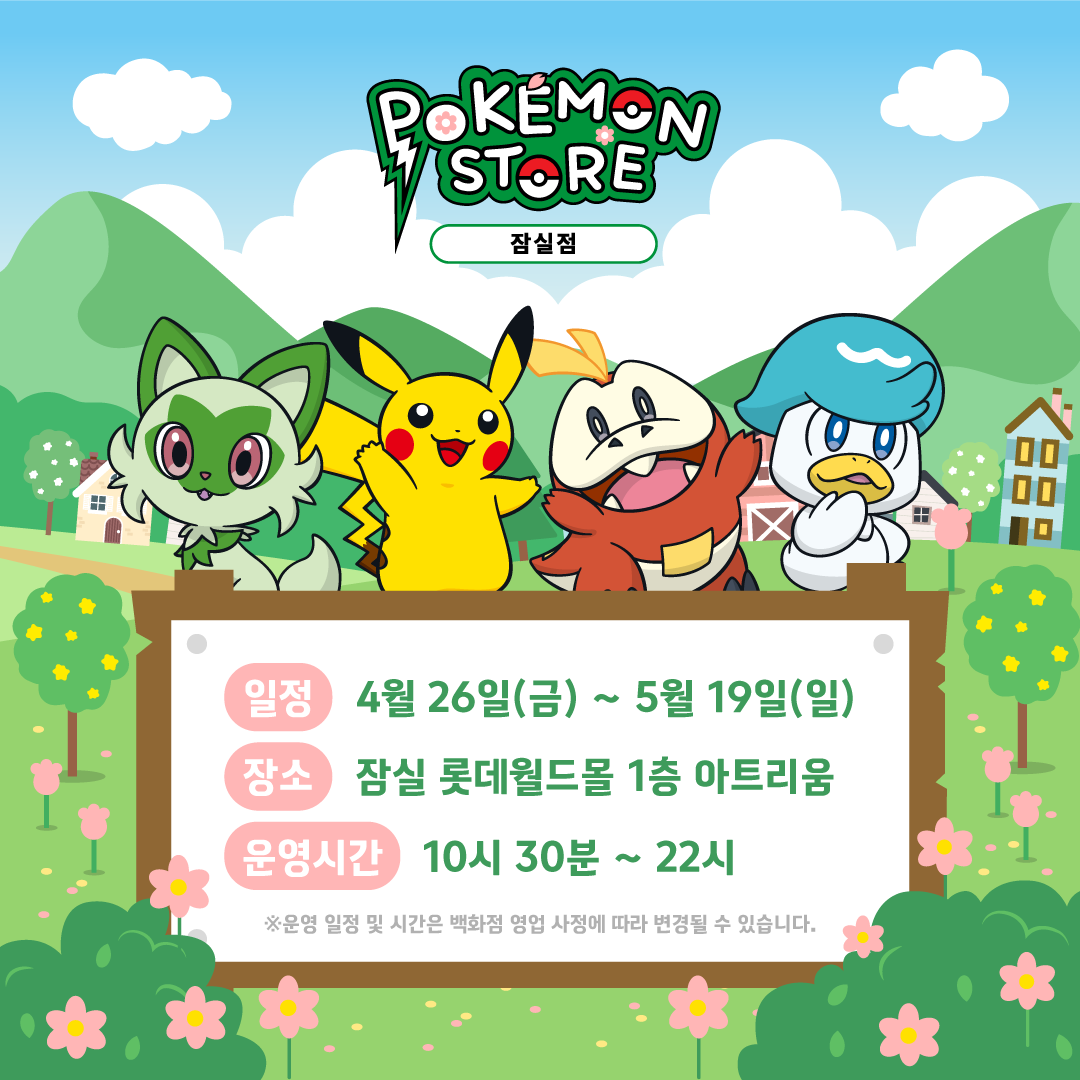 POKÉMON
STORE
잠실점
일정 4월 26일(금) ~ 5월 19일(일)
장소 잠실 롯데월드몰 1층 아트리움
운영시간 10시 30분 ~ 22시
※운영 일정 및 시간은 백화점 영업 사정에 따라 변경될 수 있습니다.